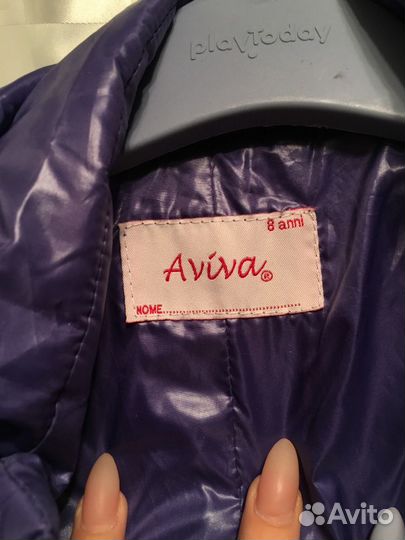 playToday
8 anni
Aviva®
NOME...........................
Avito